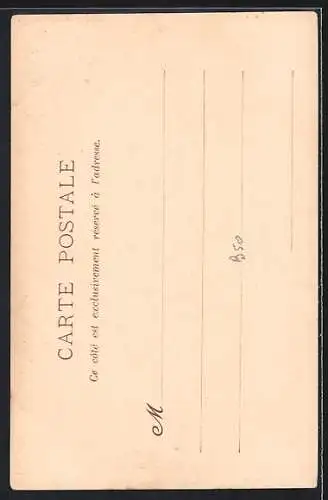 CARTE POSTALE
Ce côté est exclusivement réservé à l'adresse.
M
B50